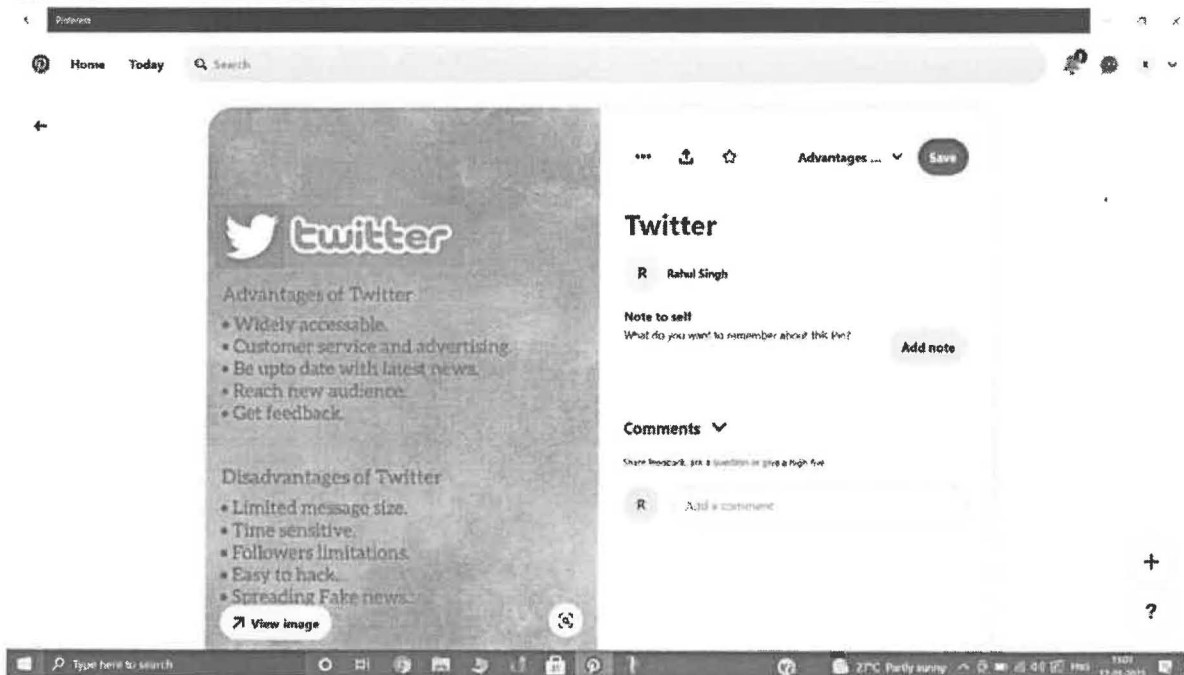 Pinterest
Home Today Search
Advantages ... Save
twitter
Twitter
R Rahul Singh
Advantages of Twitter
• Widely accessable.
• Customer service and advertising.
• Be upto date with latest news.
• Reach new audience.
• Get feedback.
Note to self
What do you want to remember about this Pin?
Add note
Comments
Share feedback, ask a question or give a high five
R Add a comment
Disadvantages of Twitter
• Limited message size.
• Time sensitive.
• Followers limitations.
• Easy to hack.
• Spreading Fake news.
View image
+
?
Type here to search
27°C Partly sunny